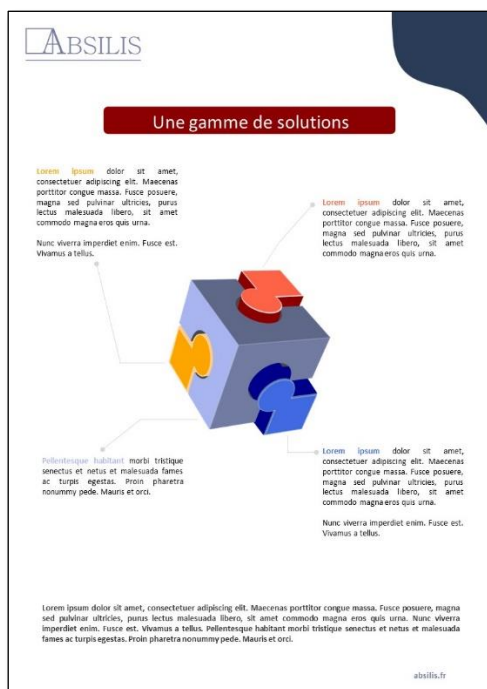 ABSILIS
Une gamme de solutions
Lorem ipsum dolor sit amet,
consectetuer adipiscing elit. Maecenas
porttitor congue massa. Fusce posuere,
magna sed pulvinar ultricies, purus
lectus malesuada libero, sit amet
commodo magna eros quis urna.
Nunc viverra imperdiet enim. Fusce est.
Vivamus a tellus.
Lorem ipsum dolor sit amet,
consectetuer adipiscing elit. Maecenas
porttitor congue massa. Fusce posuere,
magna sed pulvinar ultricies, purus
lectus malesuada libero, sit amet
commodo magna eros quis urna.
Pellentesque habitant morbi tristique
senectus et netus et malesuada fames
ac turpis egestas. Proin pharetra
nonummy pede. Mauris et orci.
Lorem ipsum dolor sit amet,
consectetuer adipiscing elit. Maecenas
porttitor congue massa. Fusce posuere,
magna sed pulvinar ultricies, purus
lectus malesuada libero, sit amet
commodo magna eros quis urna.
Nunc viverra imperdiet enim. Fusce est.
Vivamus a tellus.
Lorem ipsum dolor sit amet, consectetuer adipiscing elit. Maecenas porttitor congue massa. Fusce posuere, magna
sed pulvinar ultricies, purus lectus malesuada libero, sit amet commodo magna eros quis urna. Nunc viverra
imperdiet enim. Fusce est. Vivamus a tellus. Pellentesque habitant morbi tristique senectus et netus et malesuada
fames ac turpis egestas. Proin pharetra nonummy pede. Mauris et orci.
absilis.fr